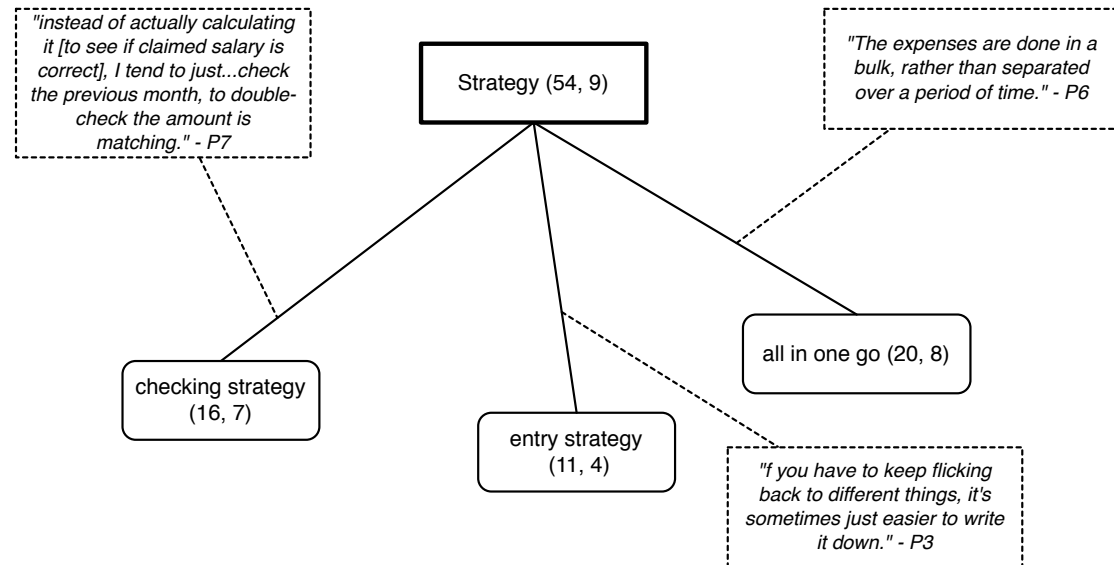 "instead of actually calculating
it [to see if claimed salary is
correct], I tend to just...check
the previous month, to double-
check the amount is
matching." - P7
Strategy (54, 9)
"The expenses are done in a
bulk, rather than separated
over a period of time." - P6
checking strategy
(16, 7)
entry strategy
(11, 4)
all in one go (20, 8)
"f you have to keep flicking
back to different things, it's
sometimes just easier to write
it down." - P3